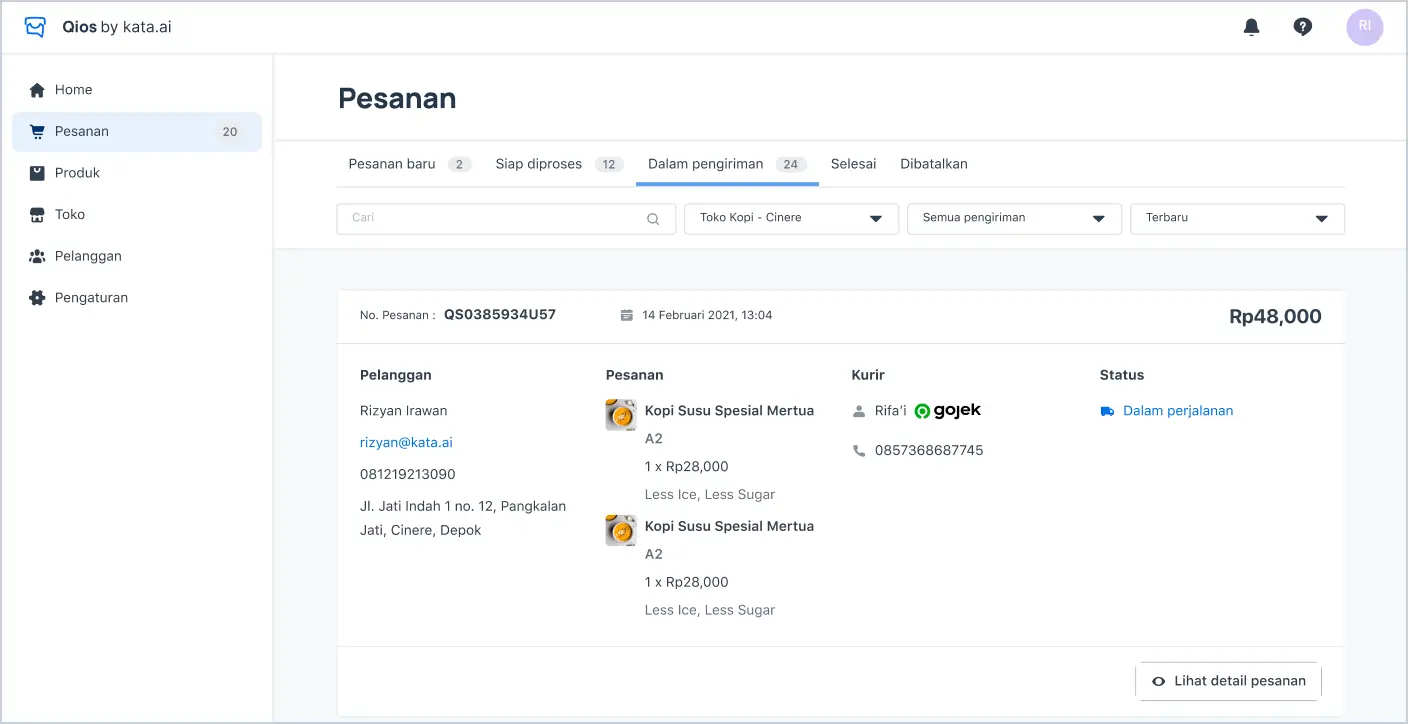 Qios by kata.ai
RI
Home
Pesanan 20
Produk
Toko
Pelanggan
Pengaturan
Pesanan
Pesanan baru 2 Siap diproses 12 Dalam pengiriman 24 Selesai Dibatalkan
Cari Toko Kopi - Cinere Semua pengiriman Terbaru
No. Pesanan : QS0385934U57 14 Februari 2021, 13:04 Rp48,000
Pelanggan
Rizyan Irawan
rizyan@kata.ai
081219213090
Jl. Jati Indah 1 no. 12, Pangkalan
Jati, Cinere, Depok
Pesanan
Kopi Susu Spesial Mertua
A2
1 x Rp28,000
Less Ice, Less Sugar
Kopi Susu Spesial Mertua
A2
1 x Rp28,000
Less Ice, Less Sugar
Kurir
Rifa'i gojek
0857368687745
Status
Dalam perjalanan
Lihat detail pesanan